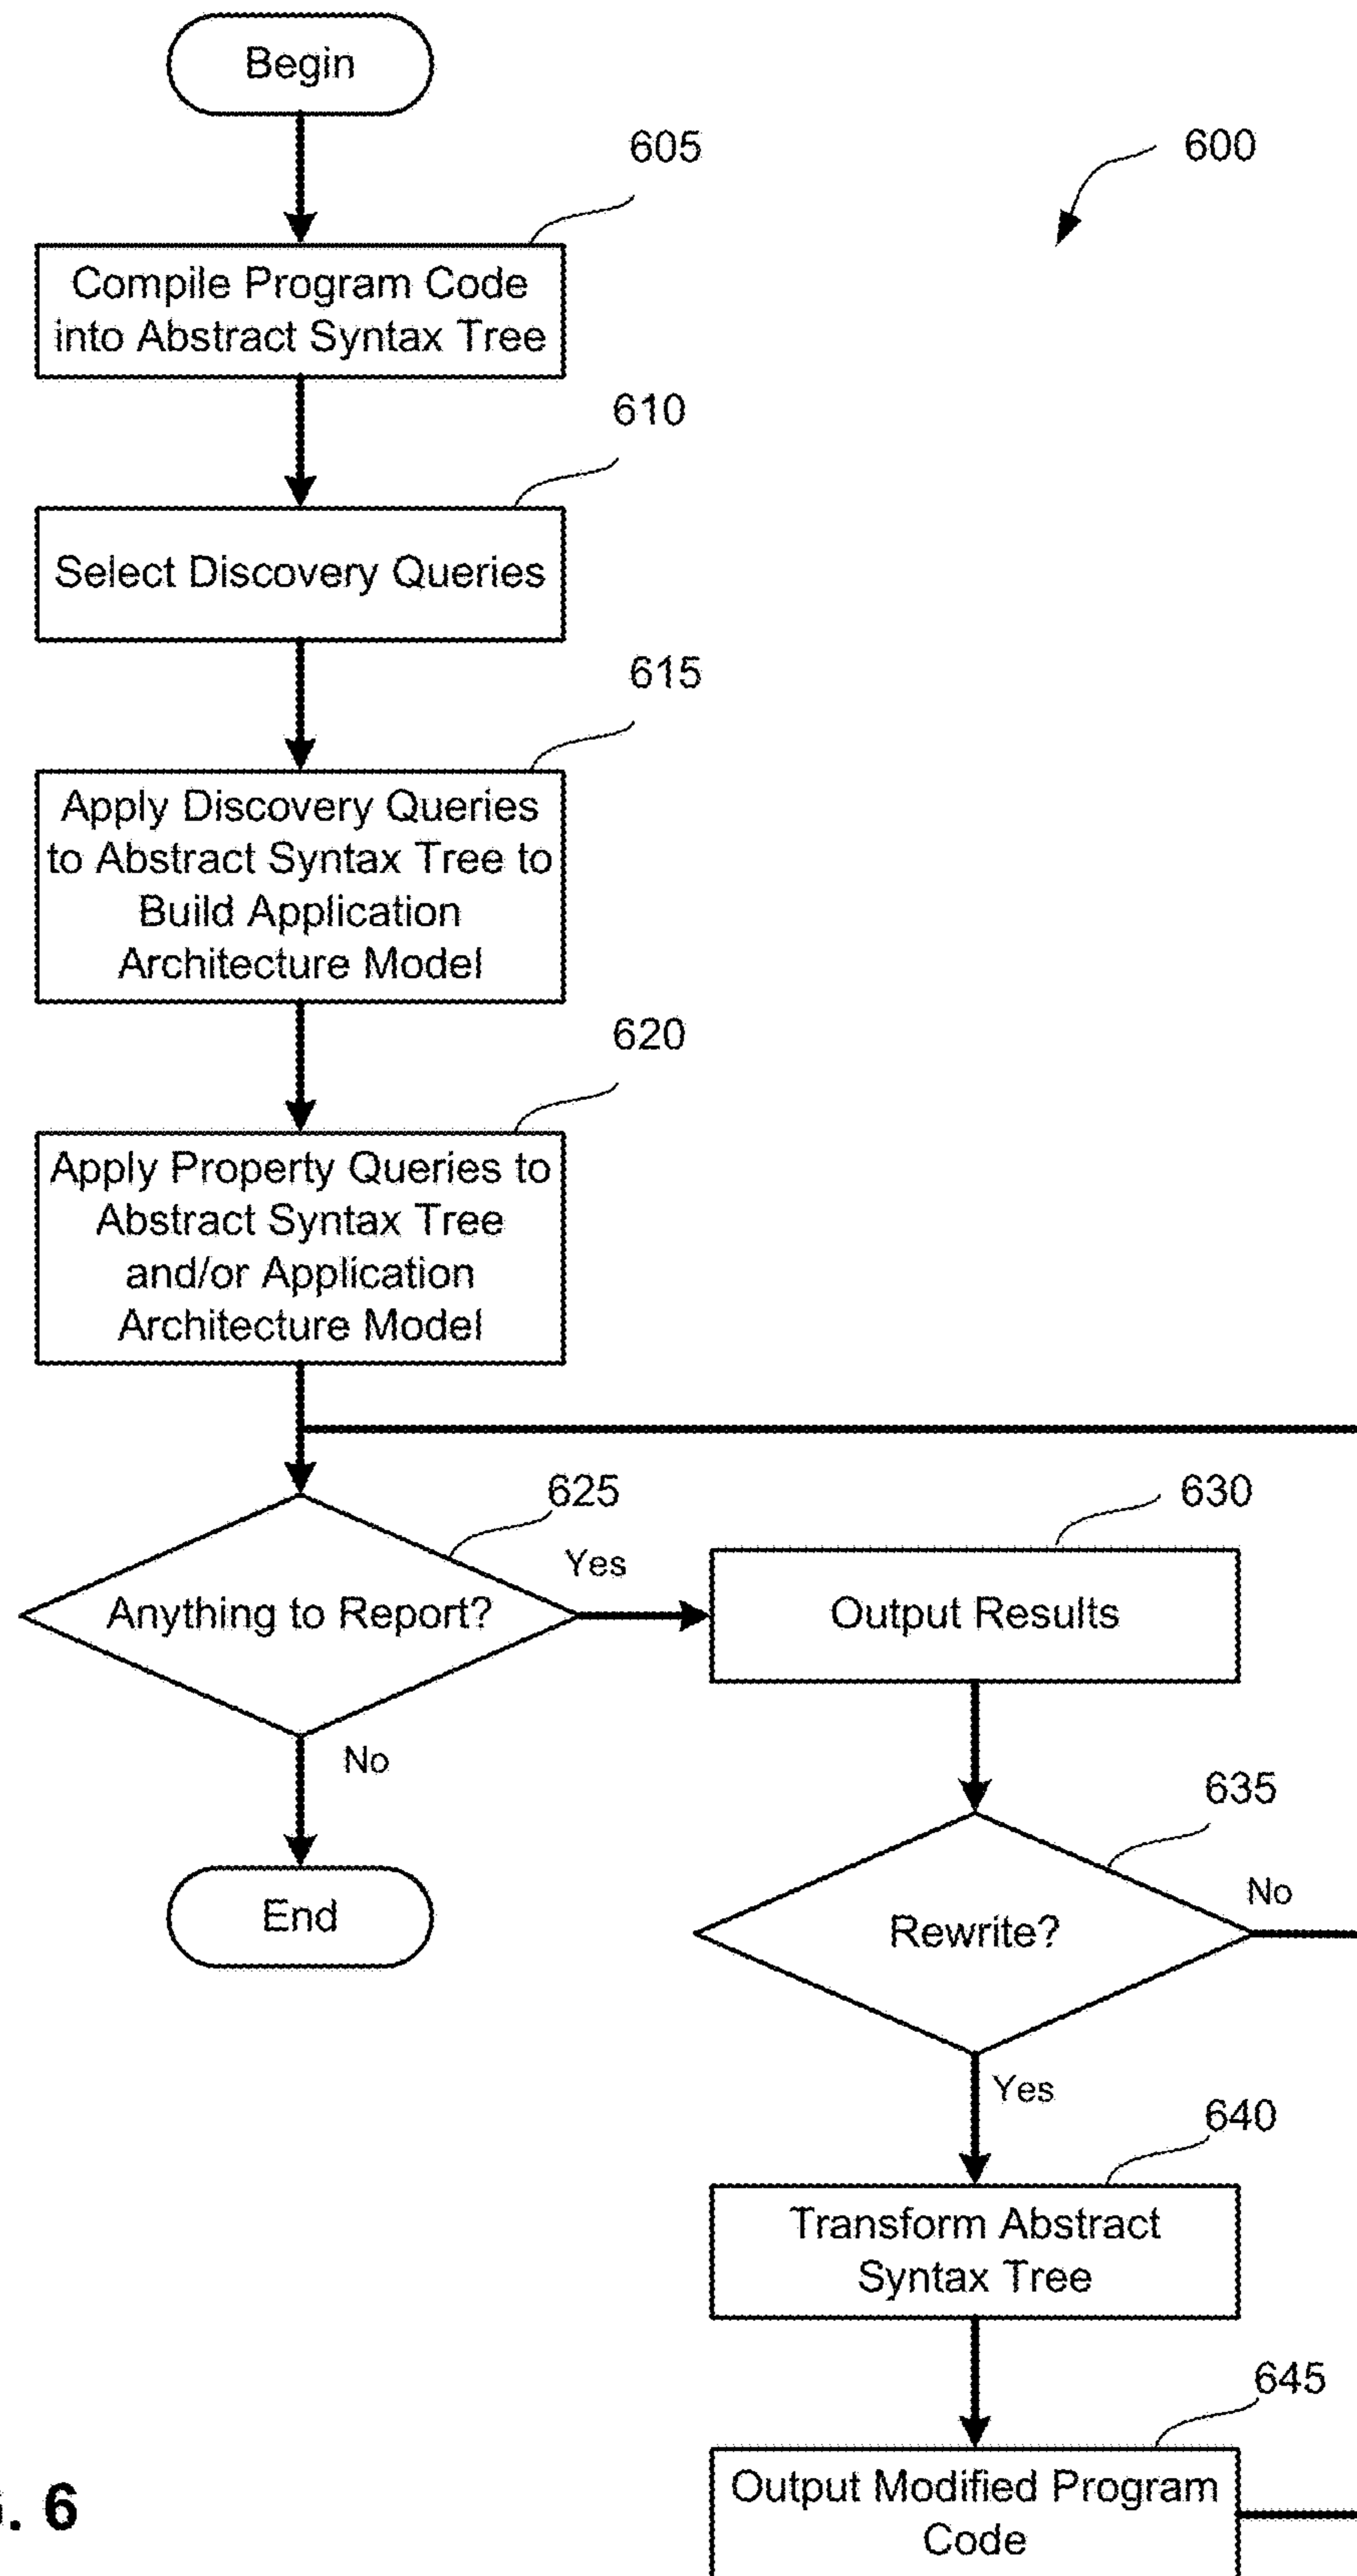 Begin
605
600
Compile Program Code
into Abstract Syntax Tree
610
Select Discovery Queries
615
Apply Discovery Queries
to Abstract Syntax Tree to
Build Application
Architecture Model
620
Apply Property Queries to
Abstract Syntax Tree
and/or Application
Architecture Model
625
Yes
630
Anything to Report?
Output Results
No
End
635
No
Rewrite?
Yes
640
Transform Abstract
Syntax Tree
645
Output Modified Program
Code
. 6